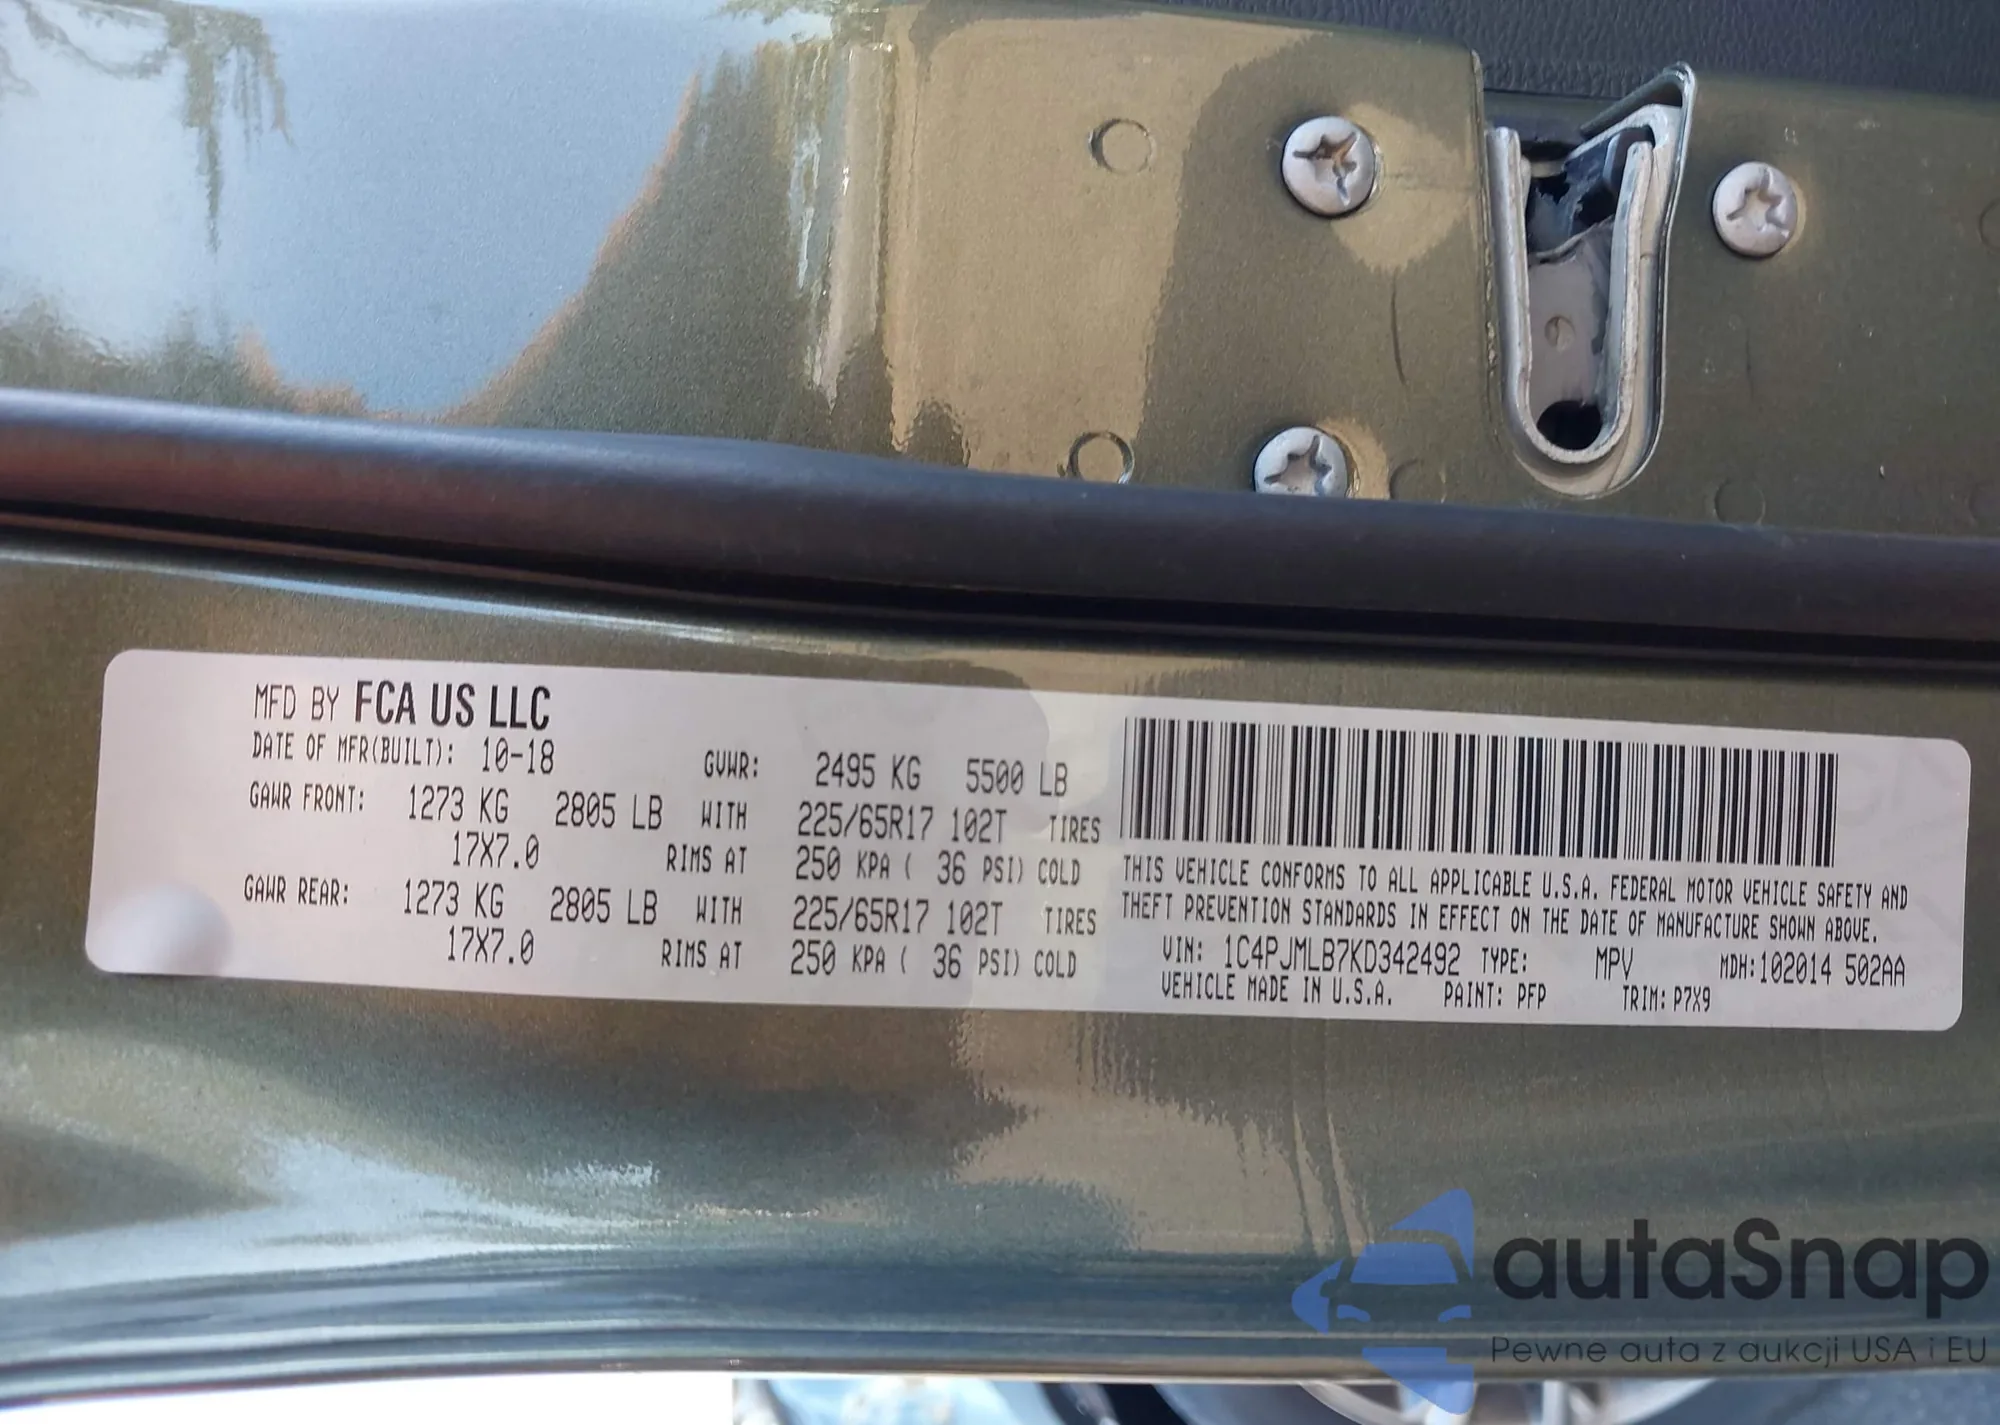 MFD BY FCA US LLC
DATE OF MFR(BUILT): 10-18 GVWR: 2495 KG 5500 LB
GAWR FRONT: 1273 KG 2805 LB WITH 225/65R17 102T TIRES
17X7.0 RIMS AT 250 KPA ( 36 PSI) COLD
GAWR REAR: 1273 KG 2805 LB WITH 225/65R17 102T TIRES
17X7.0 RIMS AT 250 KPA ( 36 PSI) COLD
THIS VEHICLE CONFORMS TO ALL APPLICABLE U.S.A. FEDERAL MOTOR VEHICLE SAFETY AND
THEFT PREVENTION STANDARDS IN EFFECT ON THE DATE OF MANUFACTURE SHOWN ABOVE.
VIN: 1C4PJMLB7KD342492 TYPE: MPV MDH:102014 502AA
VEHICLE MADE IN U.S.A. PAINT: PFP TRIM: P7X9
autaSnap
Pewne auta z aukcji USA i EU